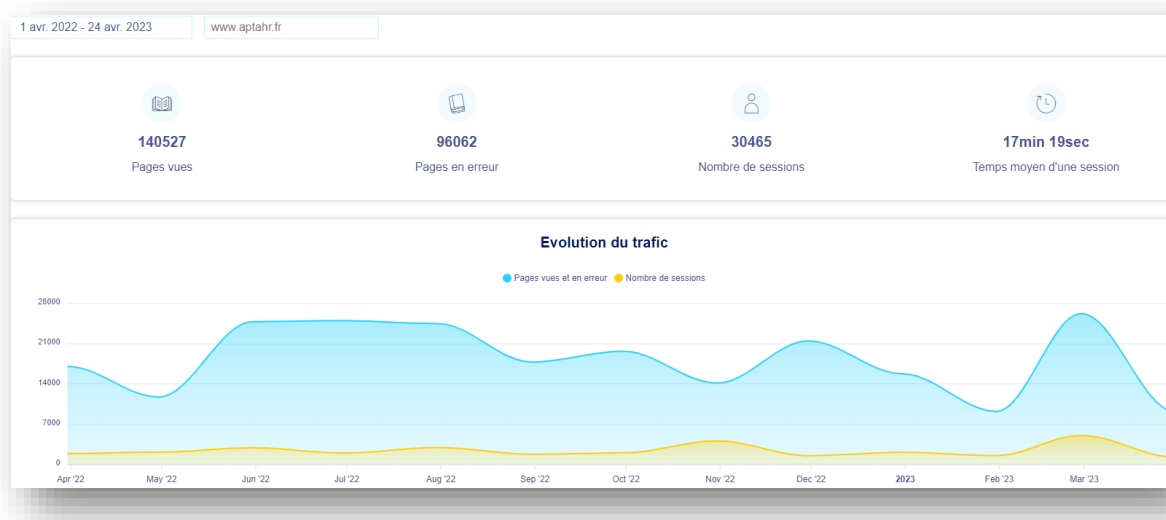 1 avr. 2022 - 24 avr. 2023 www.aptahr.fr
140527 96062 30465 17min 19sec
Pages vues Pages en erreur Nombre de sessions Temps moyen d'une session
Evolution du trafic
Pages vues et en erreur Nombre de sessions
28000
21000
14000
7000
0
Apr '22 May '22 Jun '22 Jul '22 Aug '22 Sep '22 Oct '22 Nov '22 Dec '22 2023 Feb '23 Mar '23